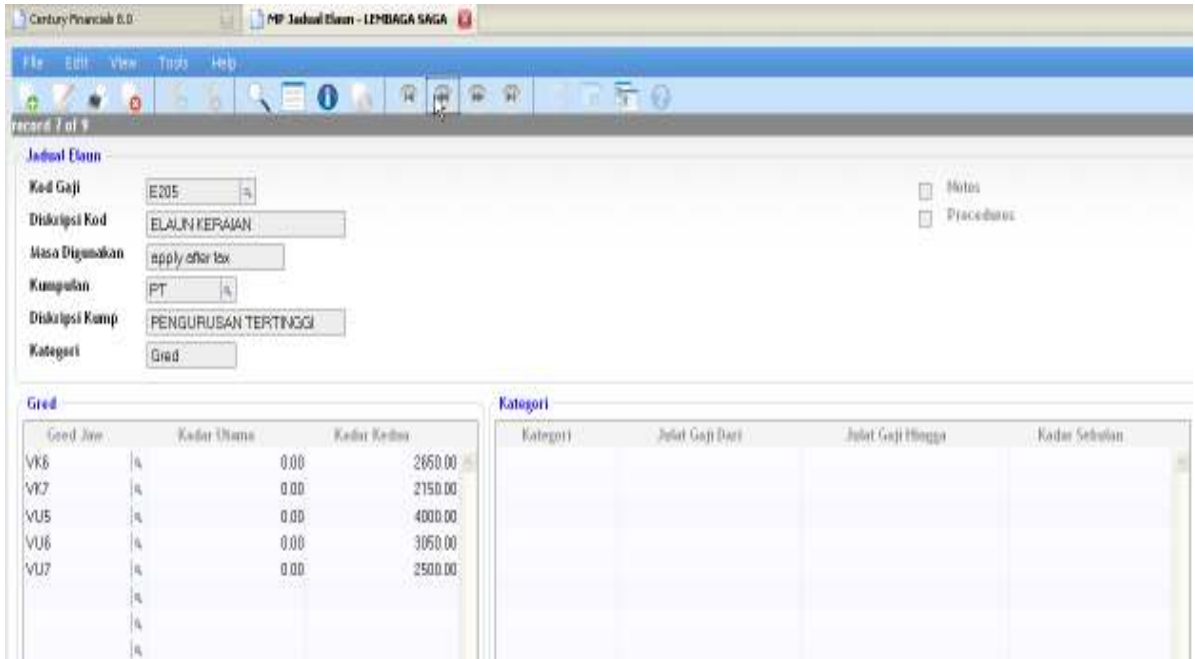 Century Financials 8.0 MP Jadual Elaun - LEMBAGA SAGA
File Edit View Tools Help
record 7 of 9
Jadual Elaun
Kod Gaji E205 Notes
Diskripsi Kod ELAUN KERAIAN Procedures
Masa Digunakan apply after tax
Kumpulan PT
Diskripsi Kump PENGURUSAN TERTINGGI
Kategori Gred
Gred Kategori
Gred Jaw Kadar Utama Kadar Kedua Kategori Julat Gaji Dari Julat Gaji Hingga Kadar Sebulan
VK6 0.00 2650.00
VK7 0.00 2150.00
VU5 0.00 4000.00
VU6 0.00 3050.00
VU7 0.00 2500.00